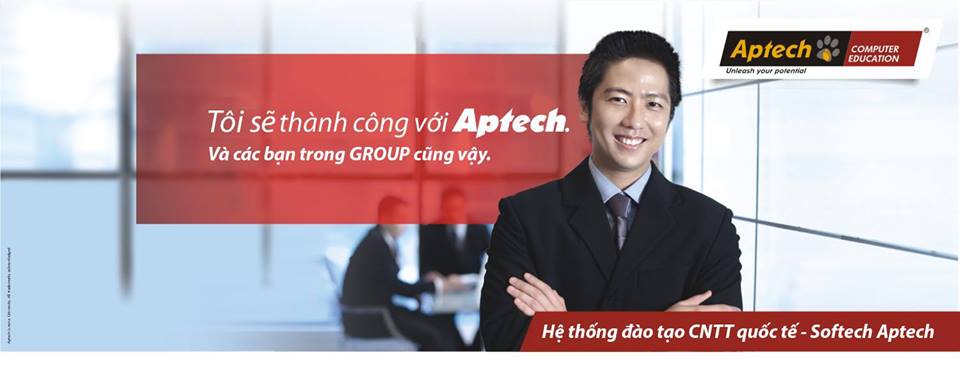 Aptech COMPUTER EDUCATION ®
Unleash your potential
Tôi sẽ thành công với Aptech.
Và các bạn trong GROUP cũng vậy.
Hệ thống đào tạo CNTT quốc tế - Softech Aptech